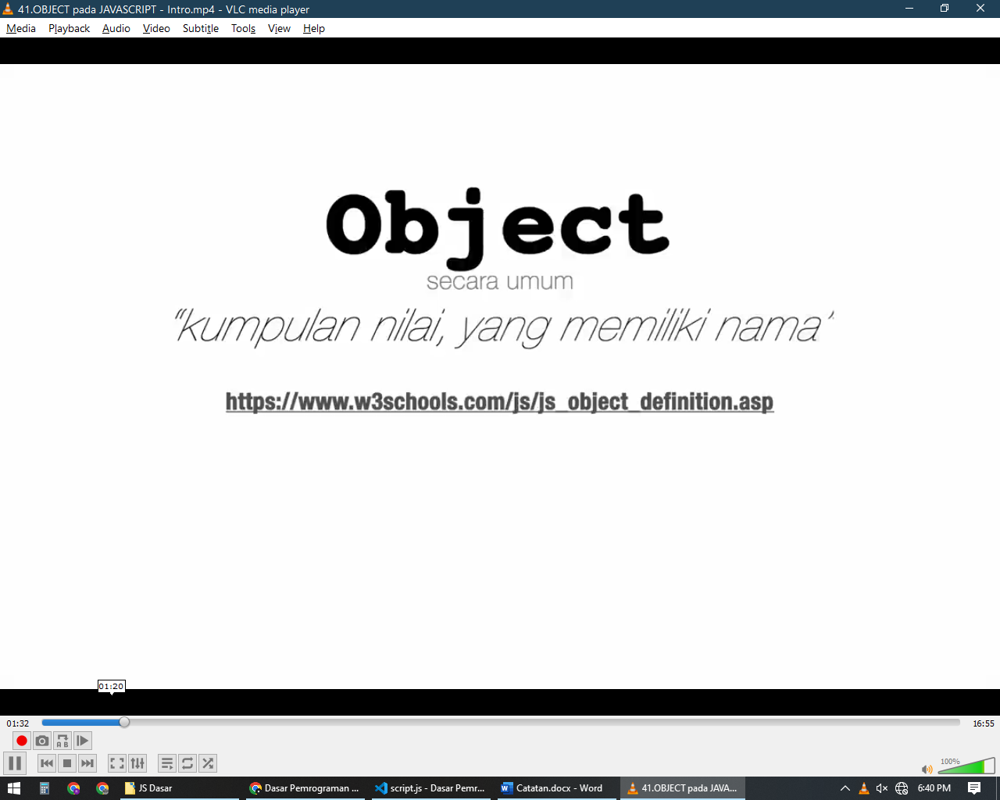 41.OBJECT pada JAVASCRIPT - Intro.mp4 - VLC media player
Media Playback Audio Video Subtitle Tools View Help
Object
secara umum
“kumpulan nilai, yang memiliki nama”
https://www.w3schools.com/js/js_object_definition.asp
01:20
01:32 16:55
A B
100%
JS Dasar Dasar Pemrograman ... script.js - Dasar Pemr... Catatan.docx - Word 41.OBJECT pada JAVA... 6:40 PM